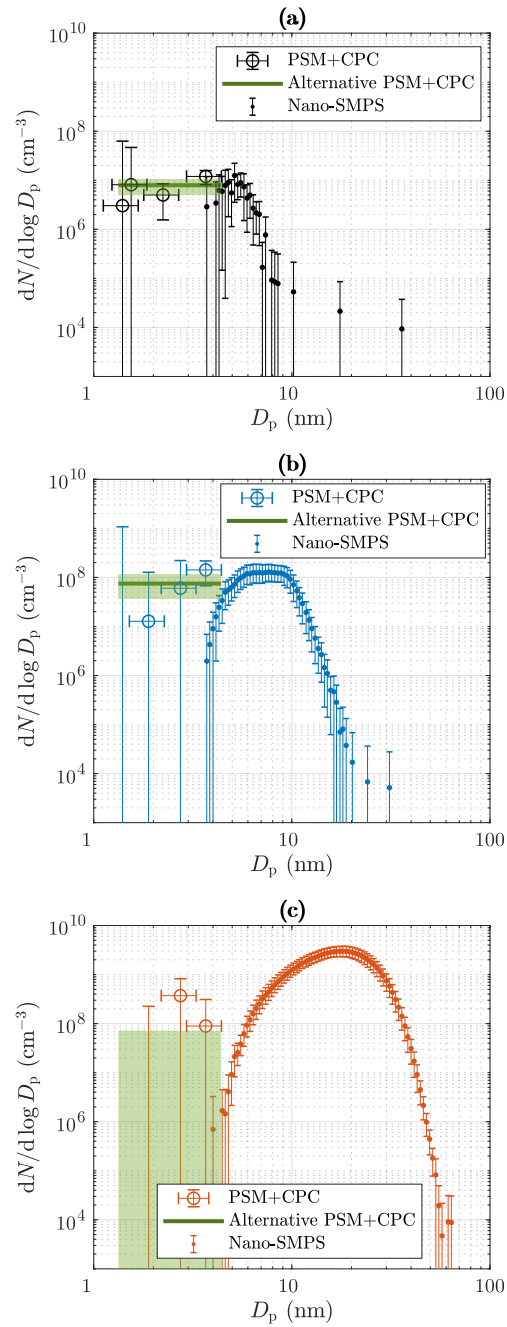 (a)
10^10
10^8
10^6
10^4
dN/d log D_p (cm^−3)
PSM+CPC
Alternative PSM+CPC
Nano-SMPS
1 10 100
D_p (nm)
(b)
10^10
10^8
10^6
10^4
dN/d log D_p (cm^−3)
PSM+CPC
Alternative PSM+CPC
Nano-SMPS
1 10 100
D_p (nm)
(c)
10^10
10^8
10^6
10^4
dN/d log D_p (cm^−3)
PSM+CPC
Alternative PSM+CPC
Nano-SMPS
1 10 100
D_p (nm)